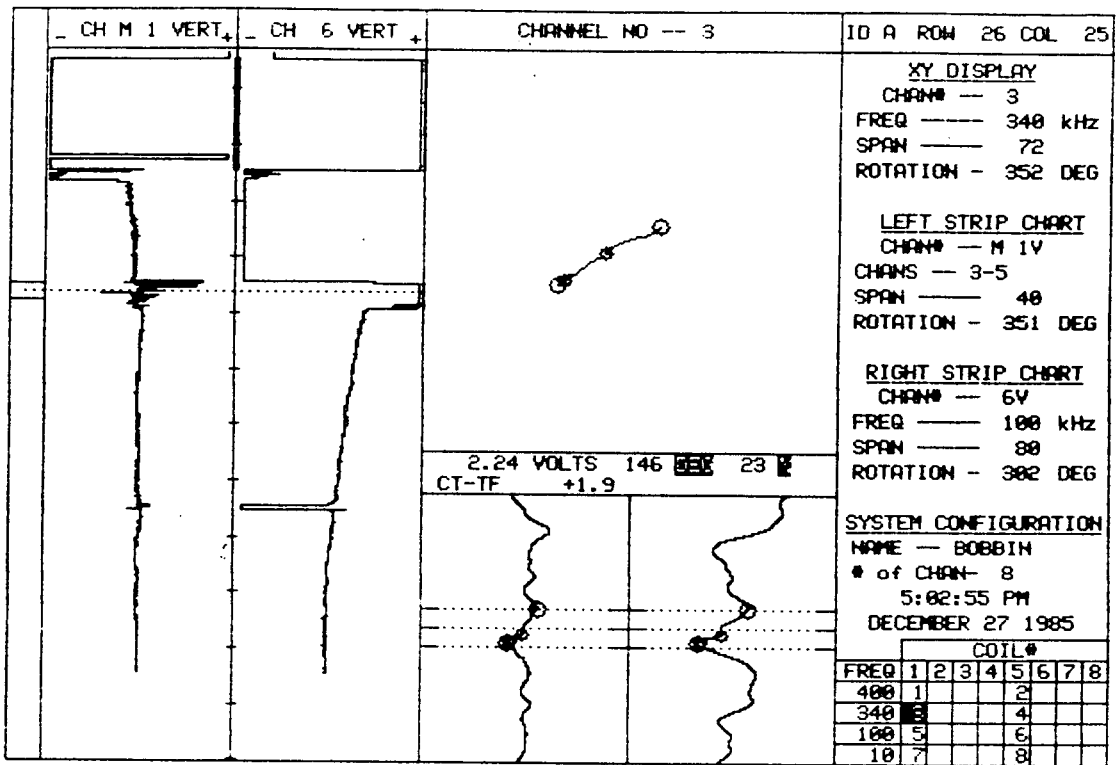 _ CH M 1 VERT +
_ CH 6 VERT +
CHANNEL NO -- 3
ID A ROW 26 COL 25
XY DISPLAY
CHAN# -- 3
FREQ ----- 340 kHz
SPAN ----- 72
ROTATION - 352 DEG
LEFT STRIP CHART
CHAN# -- M 1V
CHANS -- 3-5
SPAN ----- 40
ROTATION - 351 DEG
RIGHT STRIP CHART
CHAN# -- 6V
FREQ ----- 100 kHz
SPAN ----- 80
ROTATION - 302 DEG
2.24 VOLTS 146 23
CT-TF +1.9
SYSTEM CONFIGURATION
NAME -- BOBBIN
# of CHAN- 8
5:02:55 PM
DECEMBER 27 1985
COIL#
FREQ 1 2 3 4 5 6 7 8
400 1 2
340 4
100 5 6
10 7 8